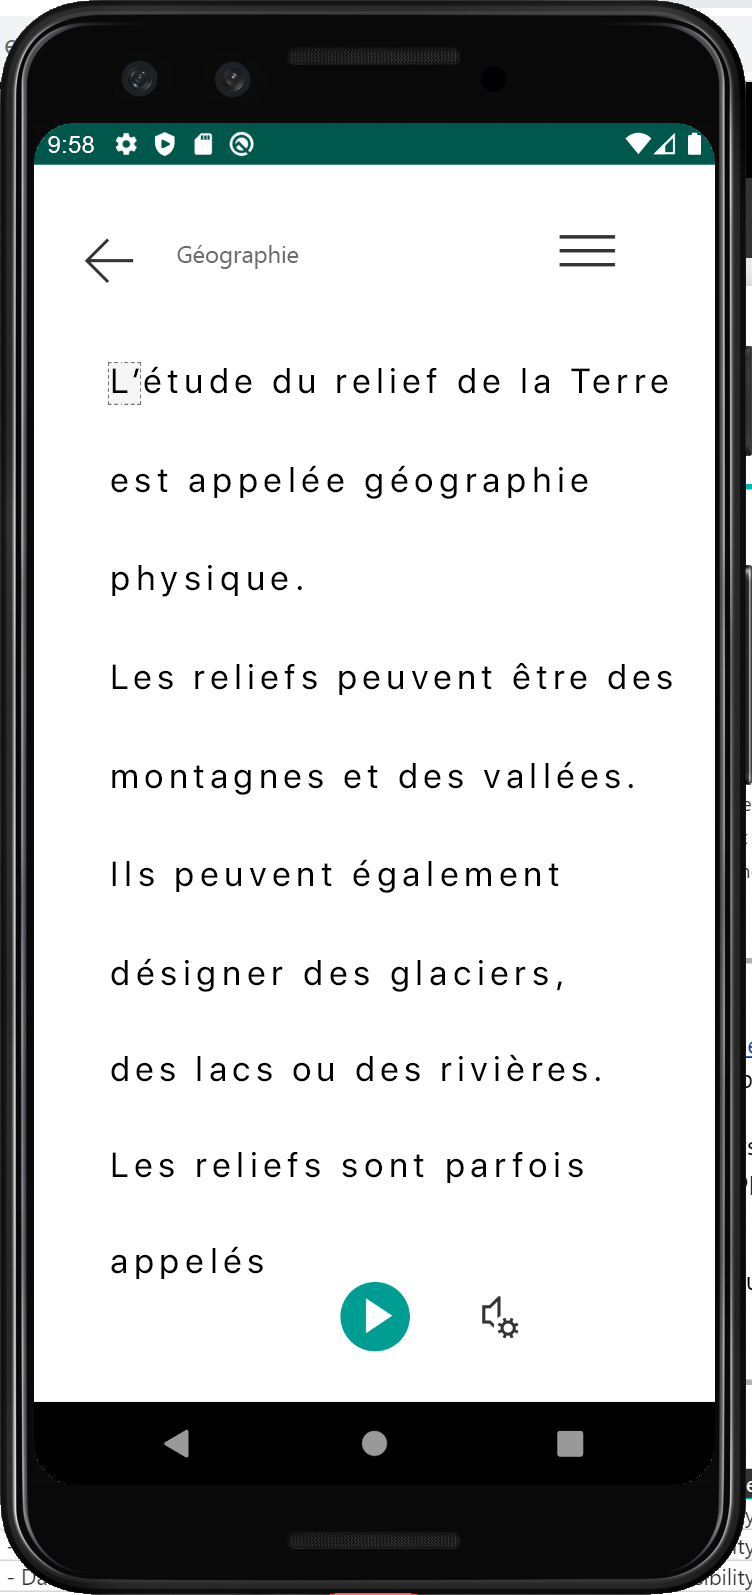 9:58
Géographie
L’étude du relief de la Terre
est appelée géographie
physique.
Les reliefs peuvent être des
montagnes et des vallées.
Ils peuvent également
désigner des glaciers,
des lacs ou des rivières.
Les reliefs sont parfois
appelés